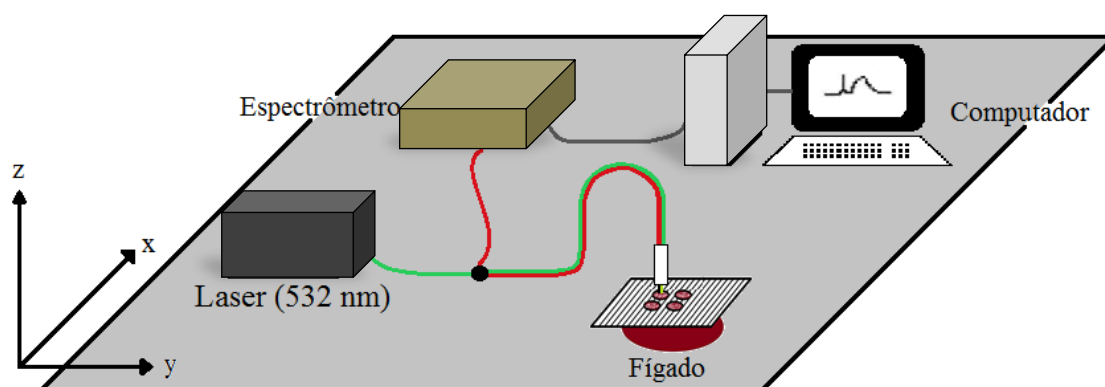 Espectrômetro
Computador
z
x
Laser (532 nm)
y
Fígado